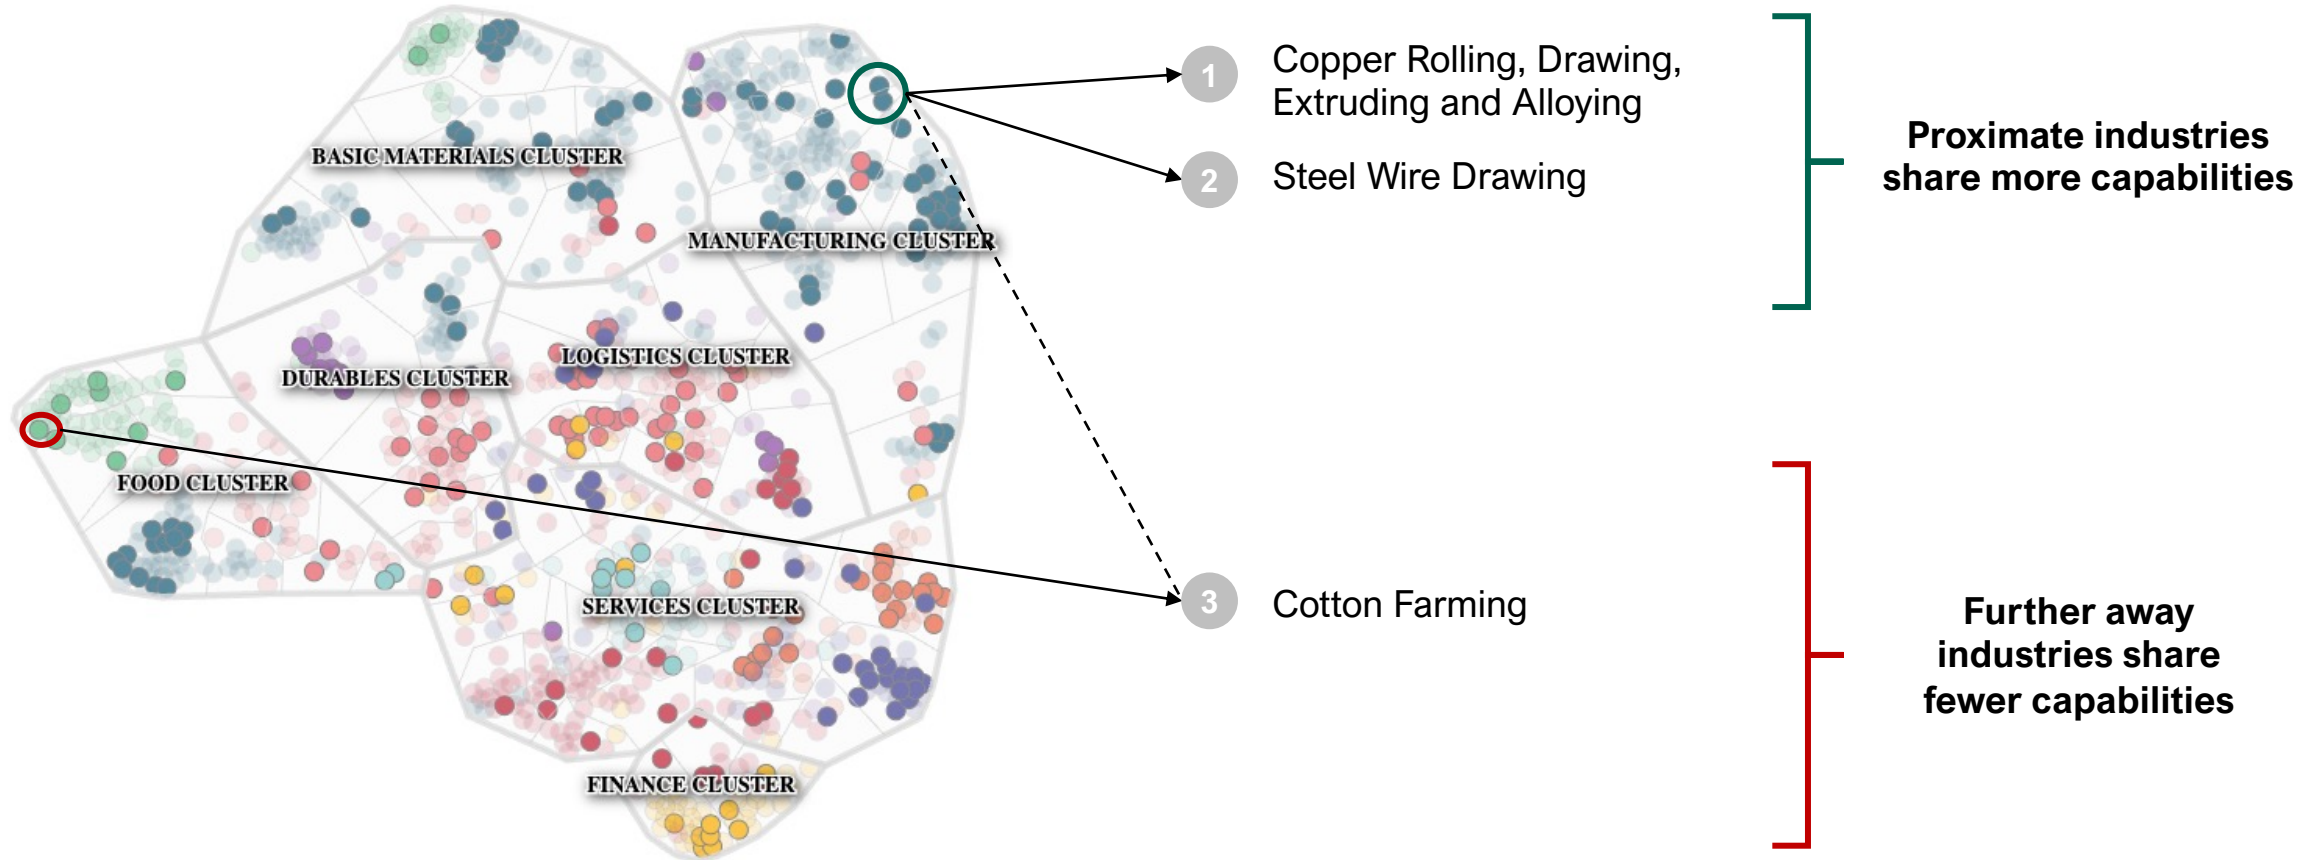 BASIC MATERIALS CLUSTER
MANUFACTURING CLUSTER
LOGISTICS CLUSTER
DURABLES CLUSTER
FOOD CLUSTER
SERVICES CLUSTER
FINANCE CLUSTER
1
Copper Rolling, Drawing,
Extruding and Alloying
2
Steel Wire Drawing
Proximate industries
share more capabilities
3
Cotton Farming
Further away
industries share
fewer capabilities